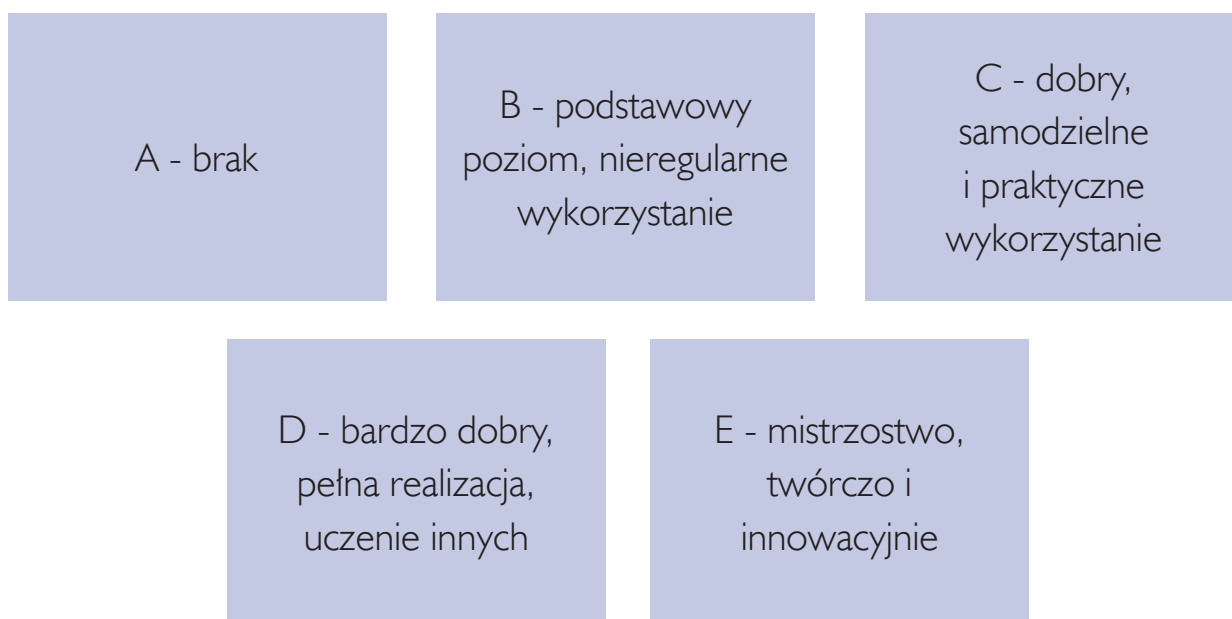 A - brak
B - podstawowy
poziom, nieregularne
wykorzystanie
C - dobry,
samodzielne
i praktyczne
wykorzystanie
D - bardzo dobry,
pełna realizacja,
uczenie innych
E - mistrzostwo,
twórczo i
innowacyjnie